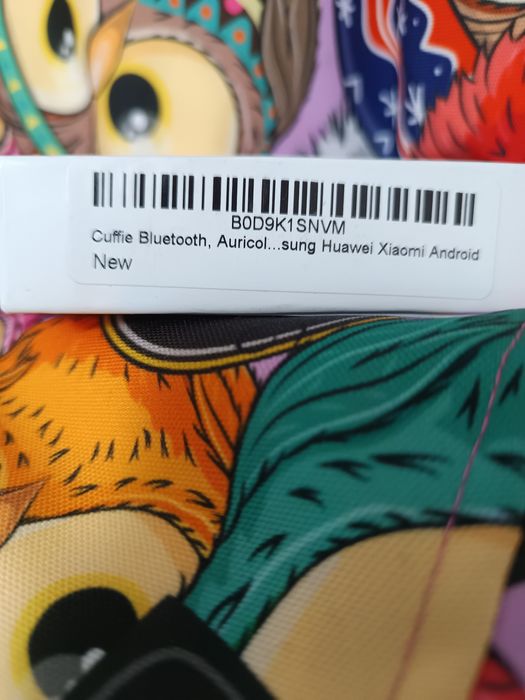 B0D9K1SNVM
Cuffie Bluetooth, Auricol...sung Huawei Xiaomi Android
New